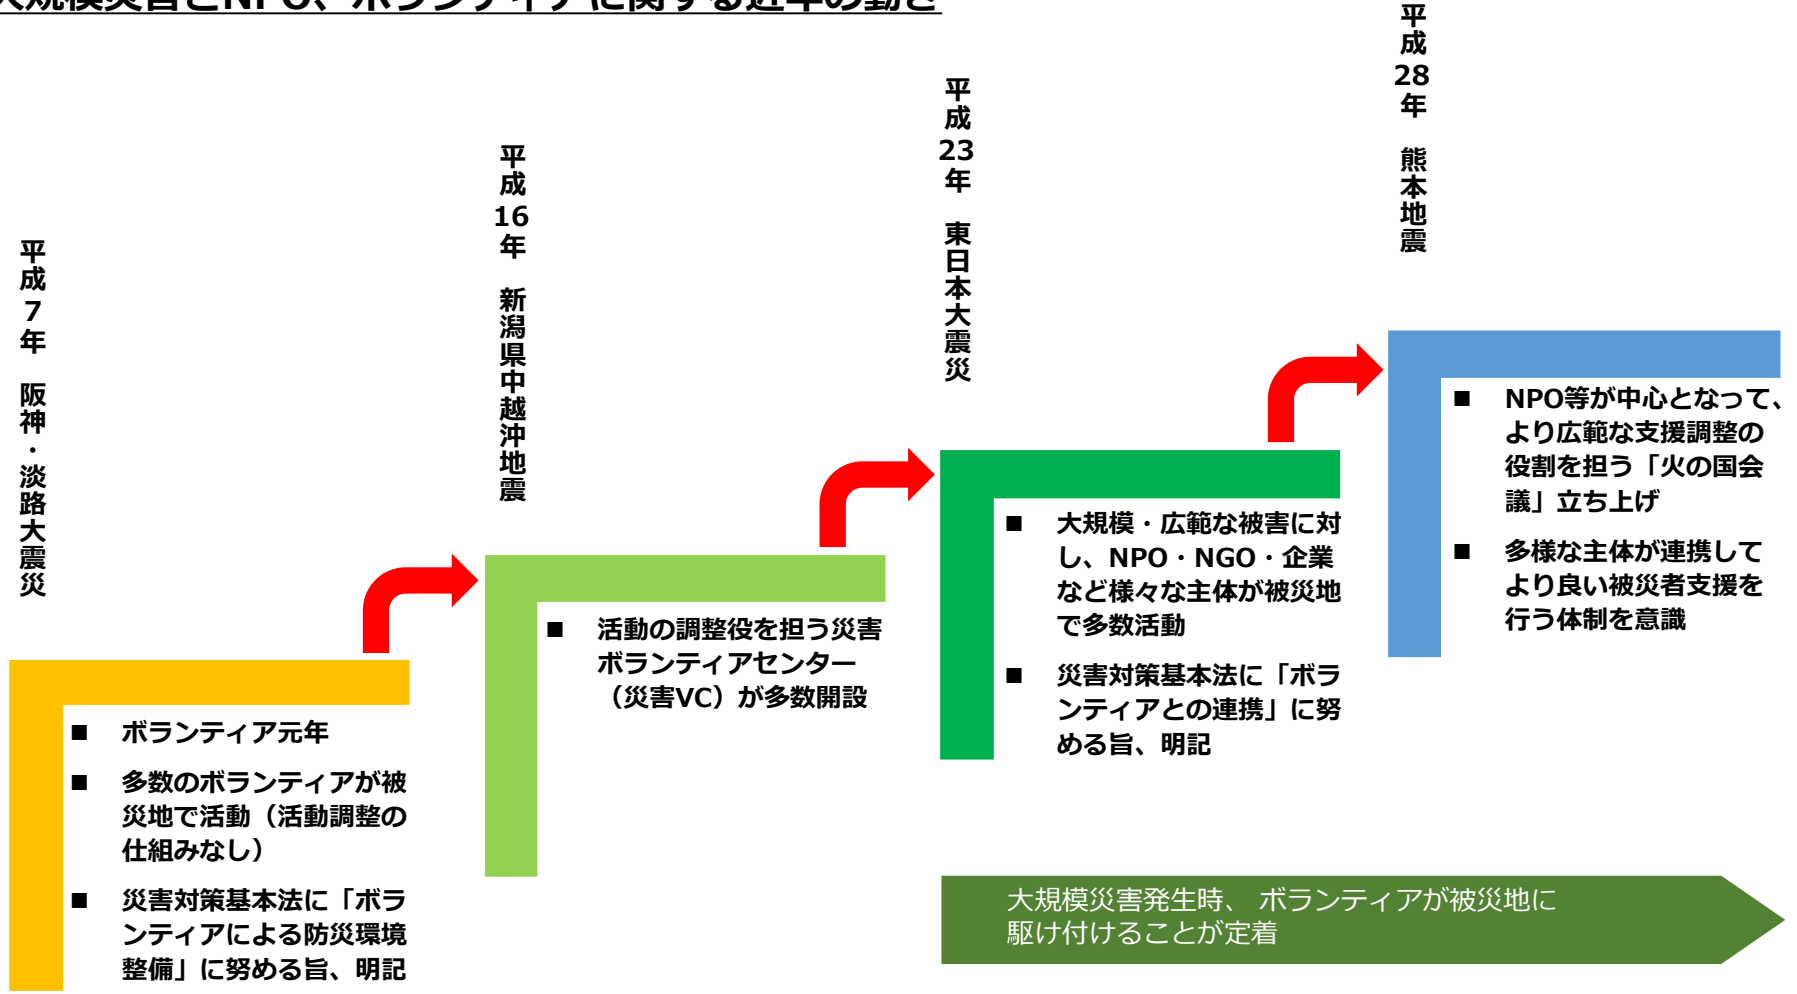 大規模災害とNPO、ボランティアに関する近年の動き
平成7年 阪神・淡路大震災
■ ボランティア元年
■ 多数のボランティアが被
災地で活動（活動調整の
仕組みなし）
■ 災害対策基本法に「ボラ
ンティアによる防災環境
整備」に努める旨、明記
平成16年 新潟県中越沖地震
■ 活動の調整役を担う災害
ボランティアセンター
（災害VC）が多数開設
平成23年 東日本大震災
■ 大規模・広範な被害に対
し、NPO・NGO・企業
など様々な主体が被災地
で多数活動
■ 災害対策基本法に「ボラ
ンティアとの連携」に努
める旨、明記
平成28年 熊本地震
■ NPO等が中心となって、
より広範な支援調整の
役割を担う「火の国会
議」立ち上げ
■ 多様な主体が連携して
より良い被災者支援を
行う体制を意識
大規模災害発生時、 ボランティアが被災地に
駆け付けることが定着